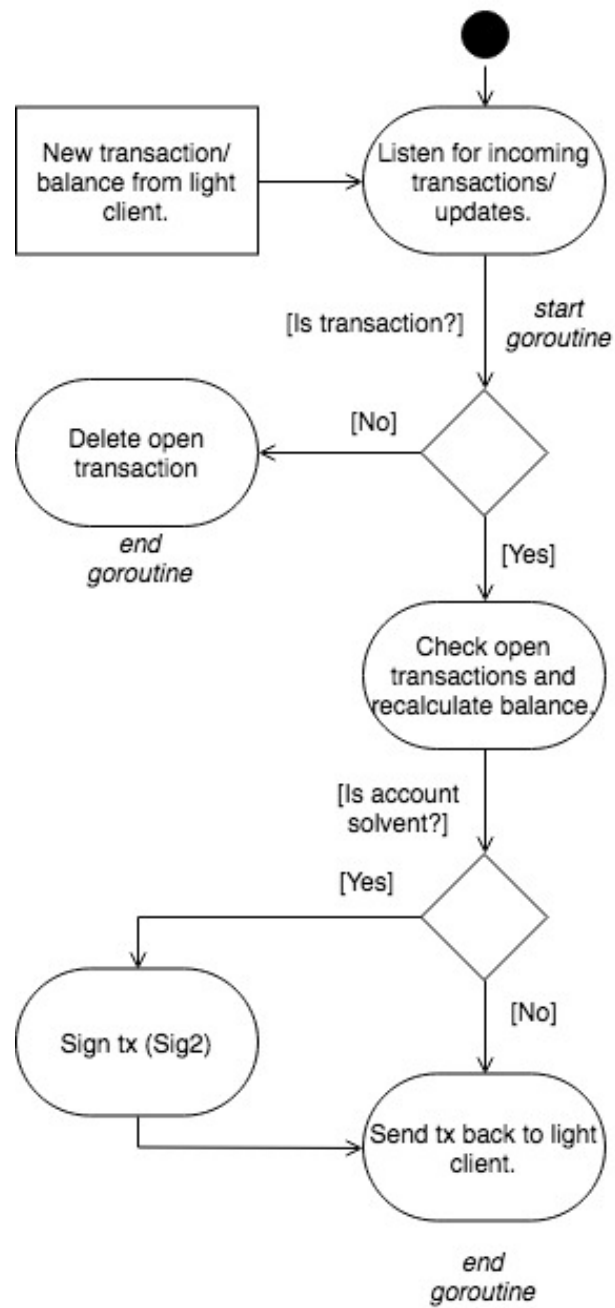 New transaction/
balance from light
client.
Listen for incoming
transactions/
updates.
[Is transaction?]
start
goroutine
[No]
Delete open
transaction
end
goroutine
[Yes]
Check open
transactions and
recalculate balance.
[Is account
solvent?]
[Yes]
Sign tx (Sig2)
[No]
Send tx back to light
client.
end
goroutine